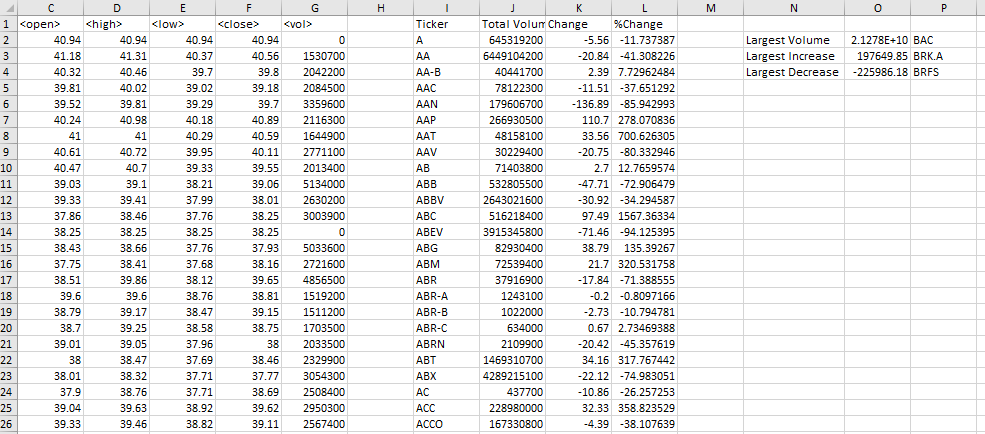 C D E F G H I J K L M N O P
1 <open> <high> <low> <close> <vol> Ticker Total Volum Change %Change
2 40.94 40.94 40.94 40.94 0 A 645319200 -5.56 -11.737387 Largest Volume 2.1278E+10 BAC
3 41.18 41.31 40.37 40.56 1530700 AA 6449104200 -20.84 -41.308226 Largest Increase 197649.85 BRK.A
4 40.32 40.46 39.7 39.8 2042200 AA-B 40441700 2.39 7.72962484 Largest Decrease -225986.18 BRFS
5 39.81 40.02 39.02 39.18 2084500 AAC 78122300 -11.51 -37.651292
6 39.52 39.81 39.29 39.7 3359600 AAN 179606700 -136.89 -85.942993
7 40.24 40.98 40.18 40.89 2116300 AAP 266930500 110.7 278.070836
8 41 41 40.29 40.59 1644900 AAT 48158100 33.56 700.626305
9 40.61 40.72 39.95 40.11 2771100 AAV 30229400 -20.75 -80.332946
10 40.47 40.7 39.33 39.55 2013400 AB 71403800 2.7 12.7659574
11 39.03 39.1 38.21 39.06 5134000 ABB 532805500 -47.71 -72.906479
12 39.33 39.41 37.99 38.01 2630200 ABBV 2643021600 -30.92 -34.294587
13 37.86 38.46 37.76 38.25 3003900 ABC 516218400 97.49 1567.36334
14 38.25 38.25 38.25 38.25 0 ABEV 3915345800 -71.46 -94.125395
15 38.43 38.66 37.76 37.93 5033600 ABG 82930400 38.79 135.39267
16 37.75 38.41 37.68 38.16 2721600 ABM 72539400 21.7 320.531758
17 38.51 39.86 38.12 39.65 4856500 ABR 37916900 -17.84 -71.388555
18 39.6 39.6 38.76 38.81 1519200 ABR-A 1243100 -0.2 -0.8097166
19 38.79 39.17 38.47 39.15 1511200 ABR-B 1022000 -2.73 -10.794781
20 38.7 39.25 38.58 38.75 1703500 ABR-C 634000 0.67 2.73469388
21 39.01 39.05 37.96 38 2033500 ABRN 2109900 -20.42 -45.357619
22 38 38.47 37.69 38.46 2329900 ABT 1469310700 34.16 317.767442
23 38.01 38.32 37.71 37.77 3054300 ABX 4289215100 -22.12 -74.983051
24 37.9 38.76 37.71 38.69 2508400 AC 437700 -10.86 -26.257253
25 39.04 39.63 38.92 39.62 2950300 ACC 228980000 32.33 358.823529
26 39.33 39.46 38.82 39.11 2567400 ACCO 167330800 -4.39 -38.107639